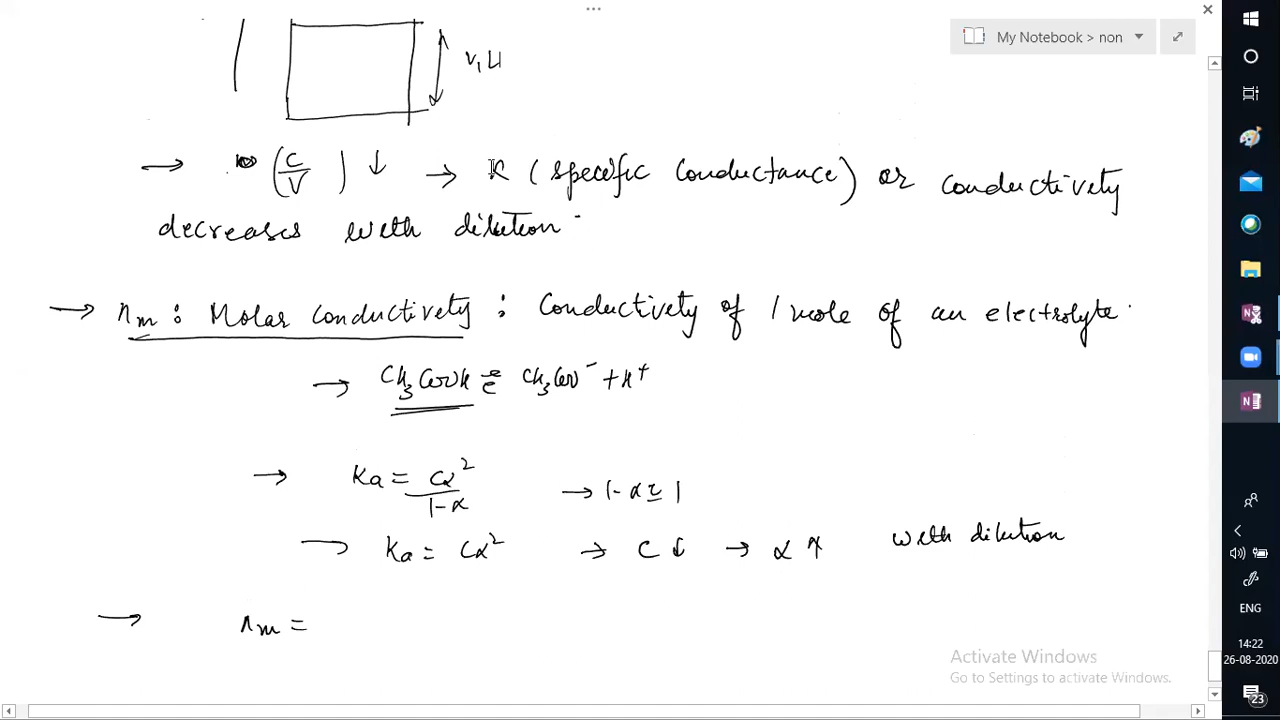 My Notebook > non
V, Lt
→ (C/V) ↓ → κ (specific conductance) or conductivity
decreases with dilution.
→ Λm : Molar conductivity : Conductivity of 1 mole of an electrolyte.
→ CH3COOH ⇌ CH3COO⁻ + H⁺
→ Ka = Cα²/1-α → 1-α ≈ 1
→ Ka = Cα² → C ↓ → α ↑ with dilution
→ Λm =
Activate Windows
Go to Settings to activate Windows.
ENG
14:22
26-08-2020
23